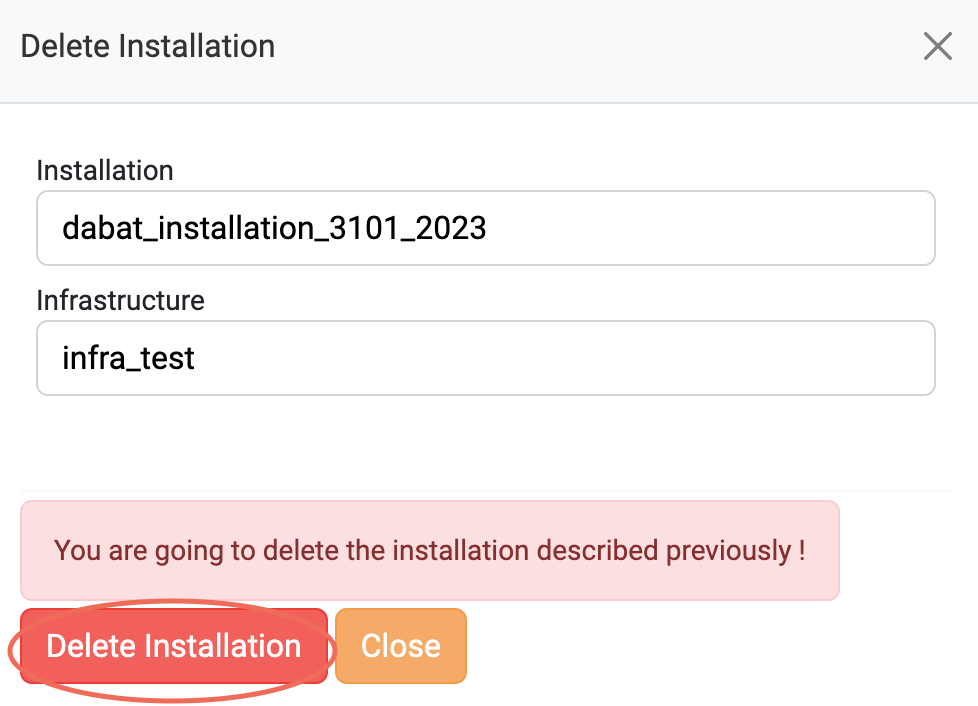 Delete Installation
Installation
dabat_installation_3101_2023
Infrastructure
infra_test
You are going to delete the installation described previously !
Delete Installation
Close